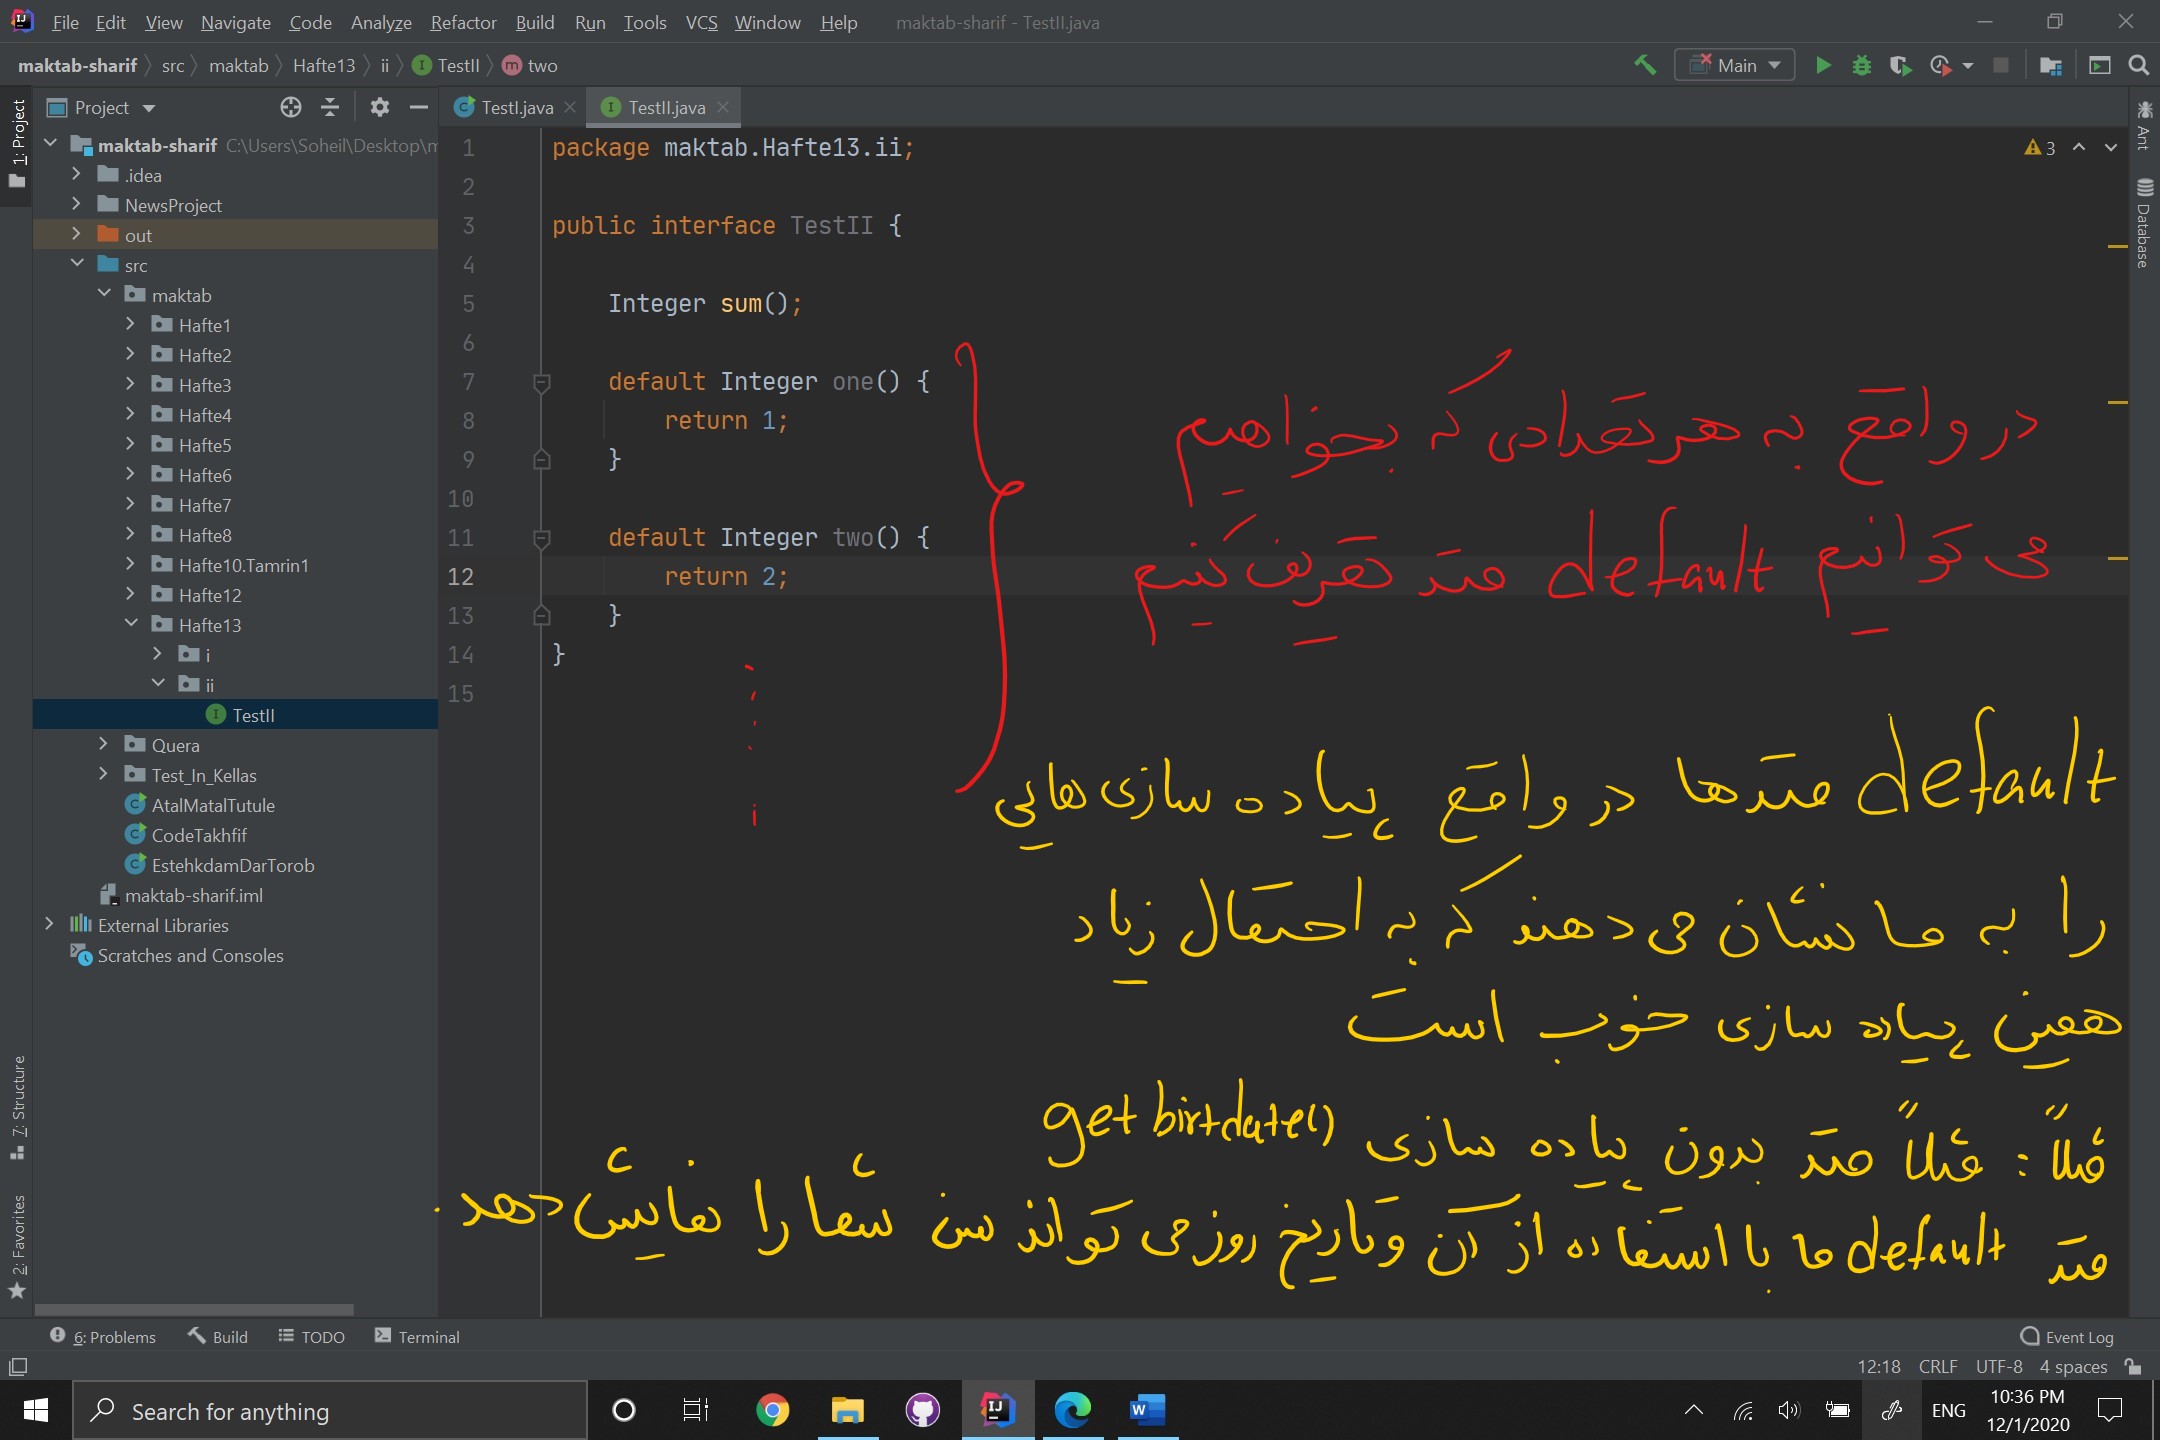 File Edit View Navigate Code Analyze Refactor Build Run Tools VCS Window Help maktab-sharif - TestII.java
maktab-sharif src maktab Hafte13 ii TestII two
Main
Project
TestI.java
TestII.java
1: Project
maktab-sharif C:\Users\Soheil\Desktop\m
.idea
NewsProject
out
src
maktab
Hafte1
Hafte2
Hafte3
Hafte4
Hafte5
Hafte6
Hafte7
Hafte8
Hafte10.Tamrin1
Hafte12
Hafte13
i
ii
TestII
Quera
Test_In_Kellas
AtalMatalTutule
CodeTakhfif
EstehkdamDarTorob
maktab-sharif.iml
External Libraries
Scratches and Consoles
7: Structure
2: Favorites
1 package maktab.Hafte13.ii;
2
3 public interface TestII {
4
5 Integer sum();
6
7 default Integer one() {
8 return 1;
9 }
10
11 default Integer two() {
12 return 2;
13 }
14 }
15
3
Ant
Database
در واقع به هر تعدادی که بخواهیم
می توانیم default متد تعریف کنیم
default متدها در واقع پیاده سازی هایی
را به ما نشان می دهند که به احتمال زیاد
همین پیاده سازی خوب است
مثلاً : مثلاً متد بدون پیاده سازی getbirtdate()
متد default ما با استفاده از آن و تاریخ روز می تواند سن شما را نمایش دهد.
6: Problems Build TODO Terminal Event Log
12:18 CRLF UTF-8 4 spaces
Search for anything
ENG
10:36 PM
12/1/2020